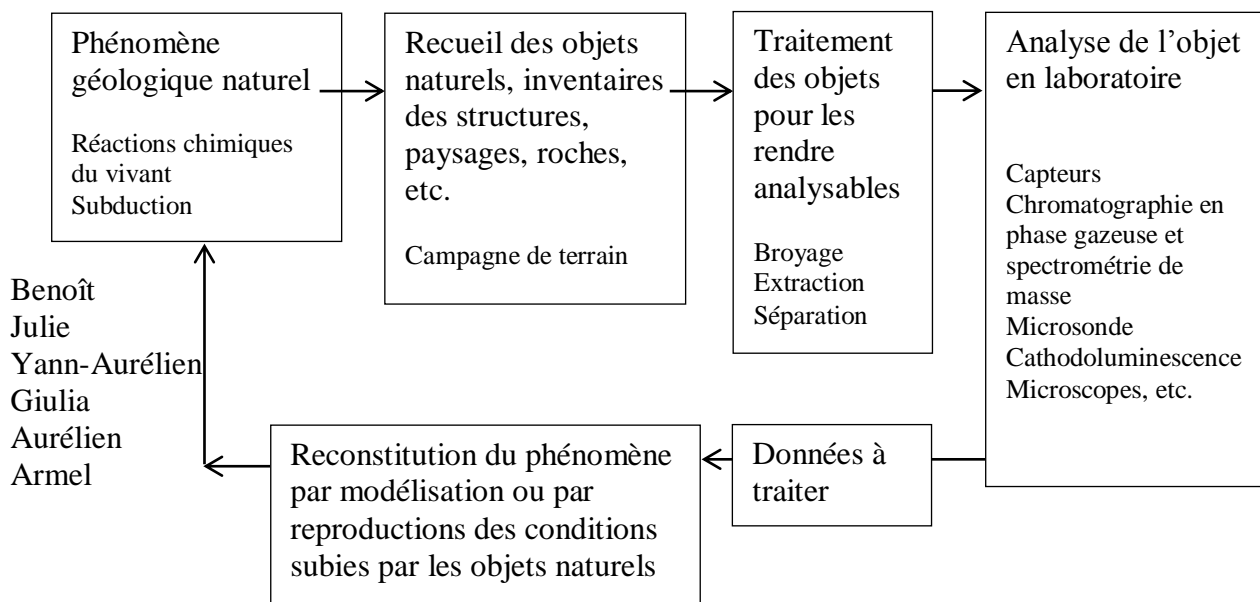 Phénomène
géologique naturel
Réactions chimiques
du vivant
Subduction
Recueil des objets
naturels, inventaires
des structures,
paysages, roches,
etc.
Campagne de terrain
Traitement
des objets
pour les
rendre
analysables
Broyage
Extraction
Séparation
Analyse de l’objet
en laboratoire
Capteurs
Chromatographie en
phase gazeuse et
spectrométrie de
masse
Microsonde
Cathodoluminescence
Microscopes, etc.
Benoît
Julie
Yann-Aurélien
Giulia
Aurélien
Armel
Reconstitution du phénomène
par modélisation ou par
reproductions des conditions
subies par les objets naturels
Données à
traiter